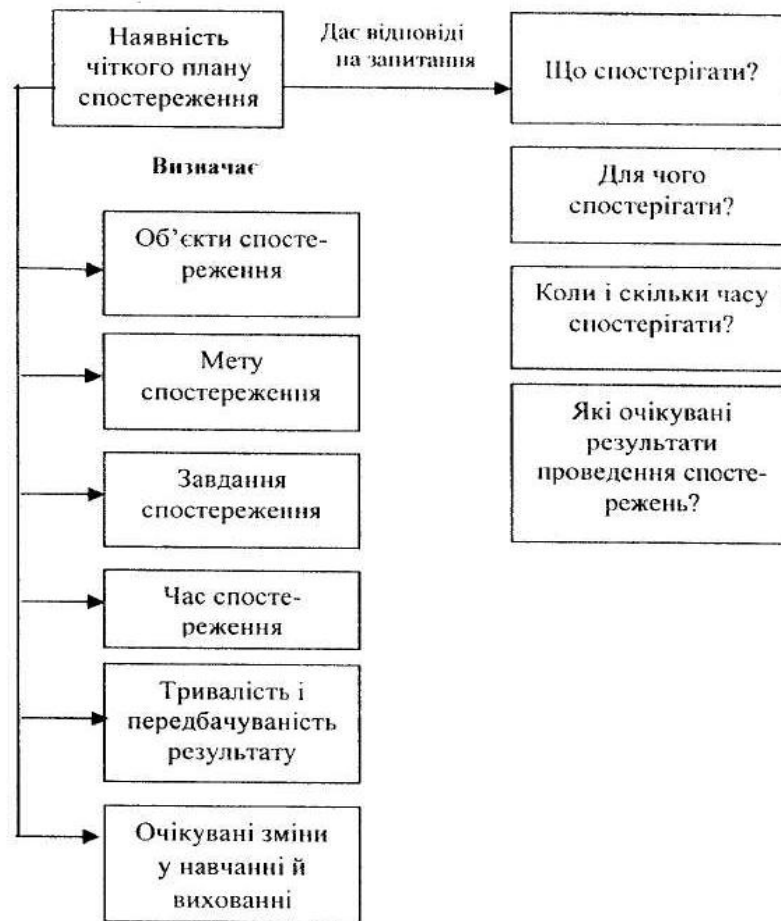 Наявність
чіткого плану
спостереження
Дає відповіді
на запитання
Що спостерігати?
Визначає
Для чого
спостерігати?
Об’єкти спосте-
реження
Коли і скільки часу
спостерігати?
Мету
спостереження
Які очікувані
результати
проведення спосте-
режень?
Завдання
спостереження
Час спосте-
реження
Тривалість і
передбачуваність
результату
Очікувані зміни
у навчанні й
вихованні